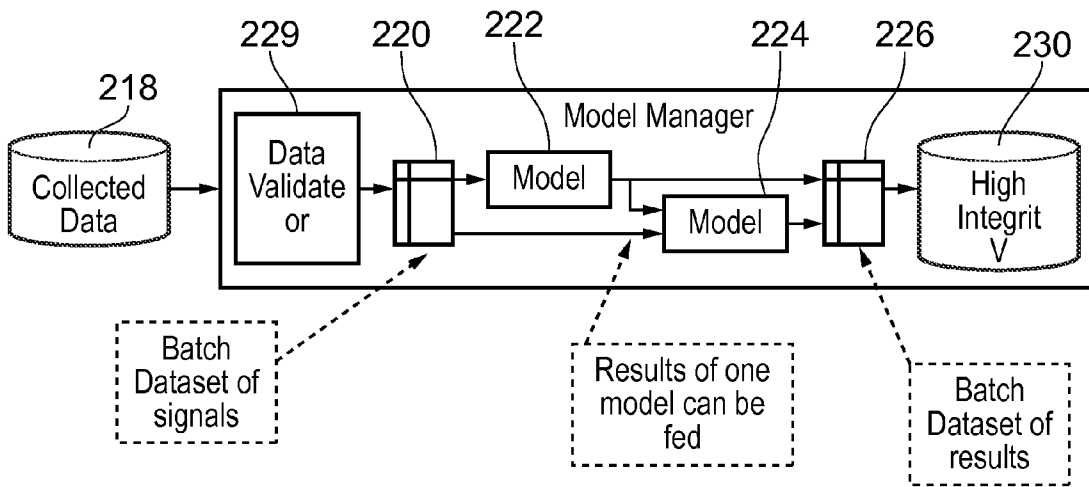 229
220
222
224
226
230
218
Model Manager
Collected
Data
Data
Validate
or
Model
Model
High
Integrit
V
Batch
Dataset of
signals
Results of one
model can be
fed
Batch
Dataset of
results